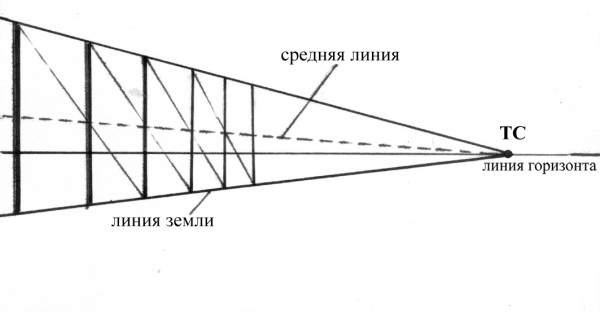 средняя линия
ТС
линия горизонта
линия земли